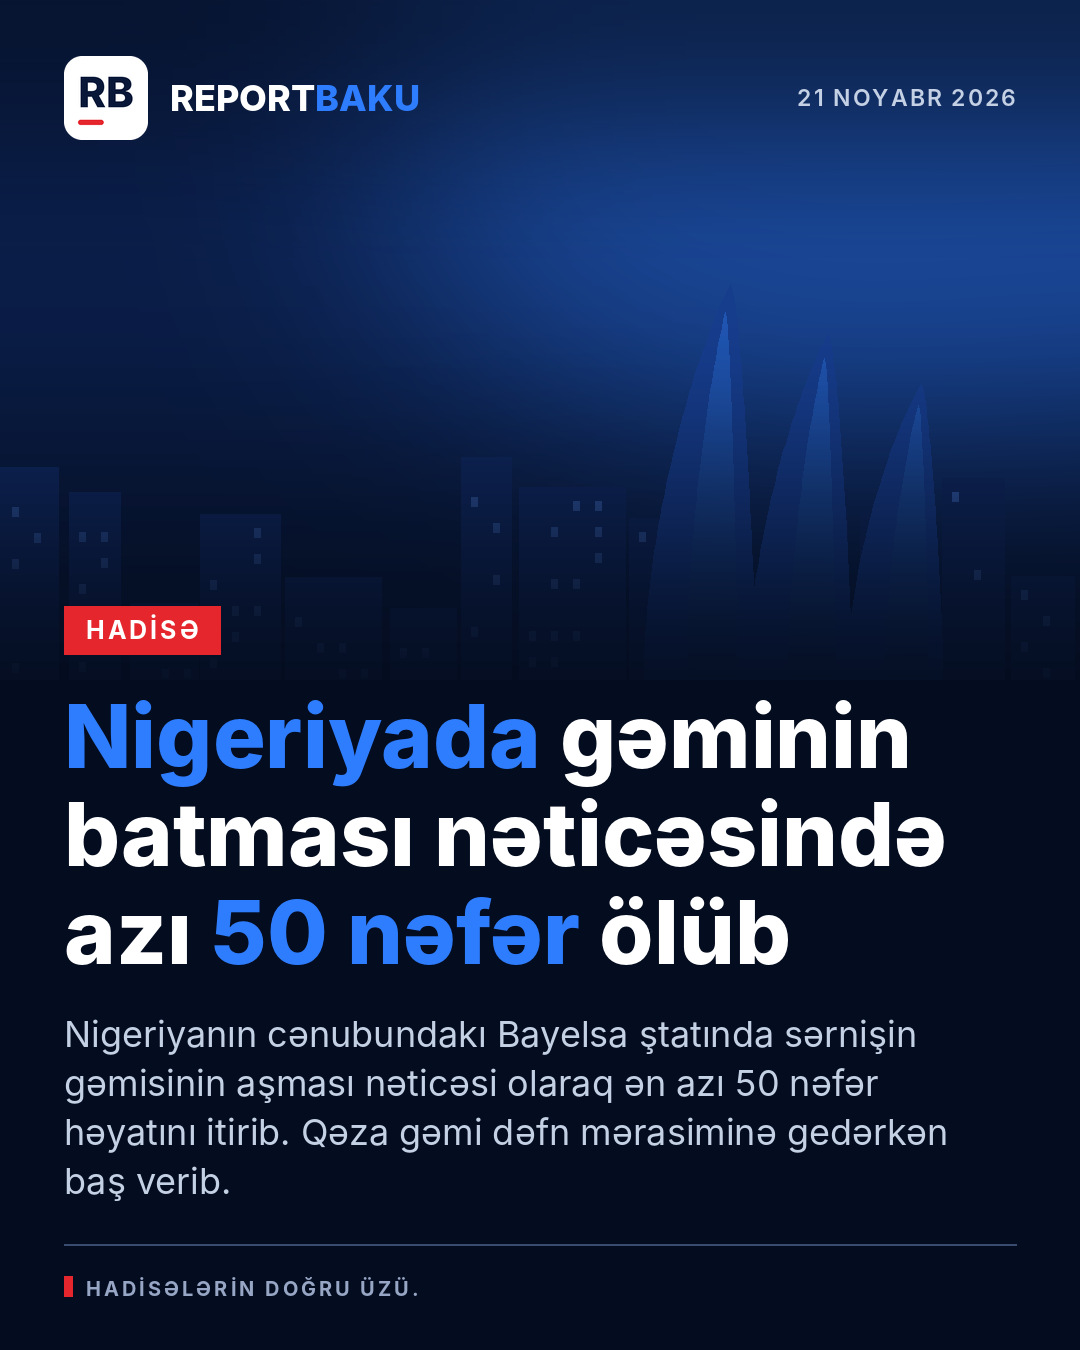 RB REPORTBAKU
21 NOYABR 2026
HADİSƏ
Nigeriyada gəminin
batması nəticəsində
azı 50 nəfər ölüb
Nigeriyanın cənubundakı Bayelsa ştatında sərnişin
gəmisinin aşması nəticəsi olaraq ən azı 50 nəfər
həyatını itirib. Qəza gəmi dəfn mərasiminə gedərkən
baş verib.
HADİSƏLƏRİN DOĞRU ÜZÜ.